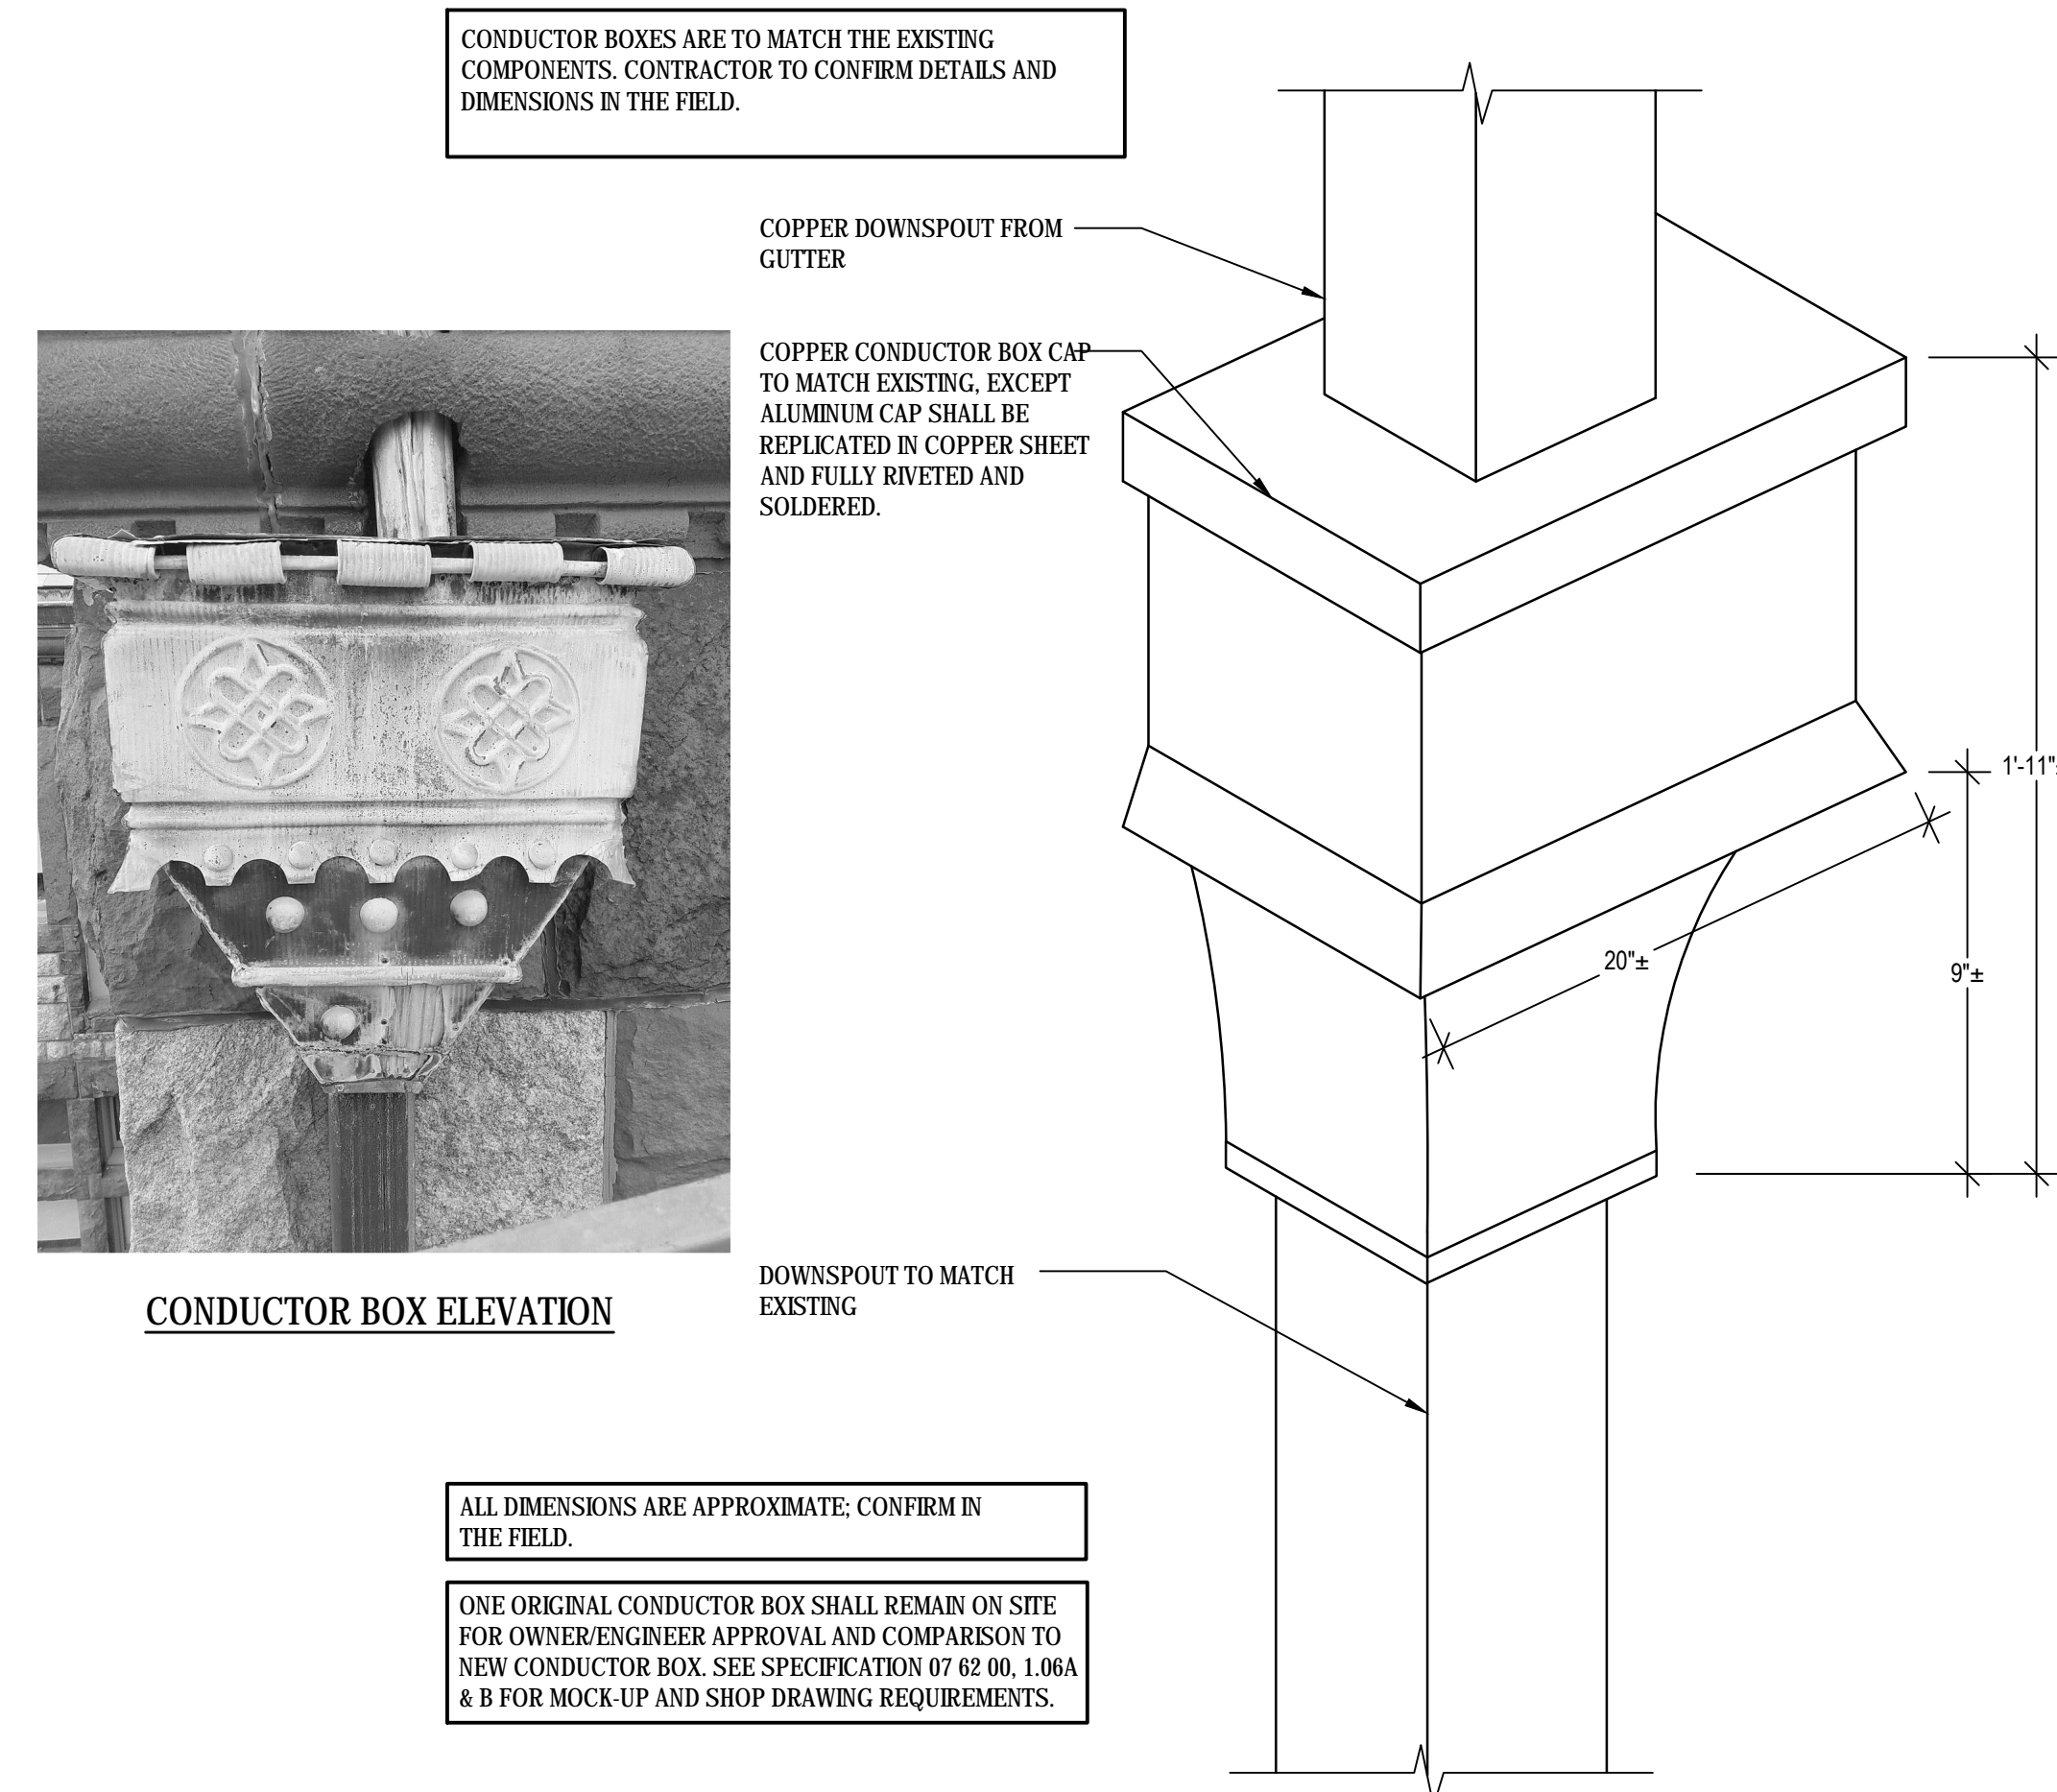 CONDUCTOR BOXES ARE TO MATCH THE EXISTING
COMPONENTS. CONTRACTOR TO CONFIRM DETAILS AND
DIMENSIONS IN THE FIELD.
COPPER DOWNSPOUT FROM
GUTTER
COPPER CONDUCTOR BOX CAP
TO MATCH EXISTING, EXCEPT
ALUMINUM CAP SHALL BE
REPLICATED IN COPPER SHEET
AND FULLY RIVETED AND
SOLDERED.
1'-11"±
20"±
9"±
DOWNSPOUT TO MATCH
EXISTING
CONDUCTOR BOX ELEVATION
ALL DIMENSIONS ARE APPROXIMATE; CONFIRM IN
THE FIELD.
ONE ORIGINAL CONDUCTOR BOX SHALL REMAIN ON SITE
FOR OWNER/ENGINEER APPROVAL AND COMPARISON TO
NEW CONDUCTOR BOX. SEE SPECIFICATION 07 62 00, 1.06A
& B FOR MOCK-UP AND SHOP DRAWING REQUIREMENTS.